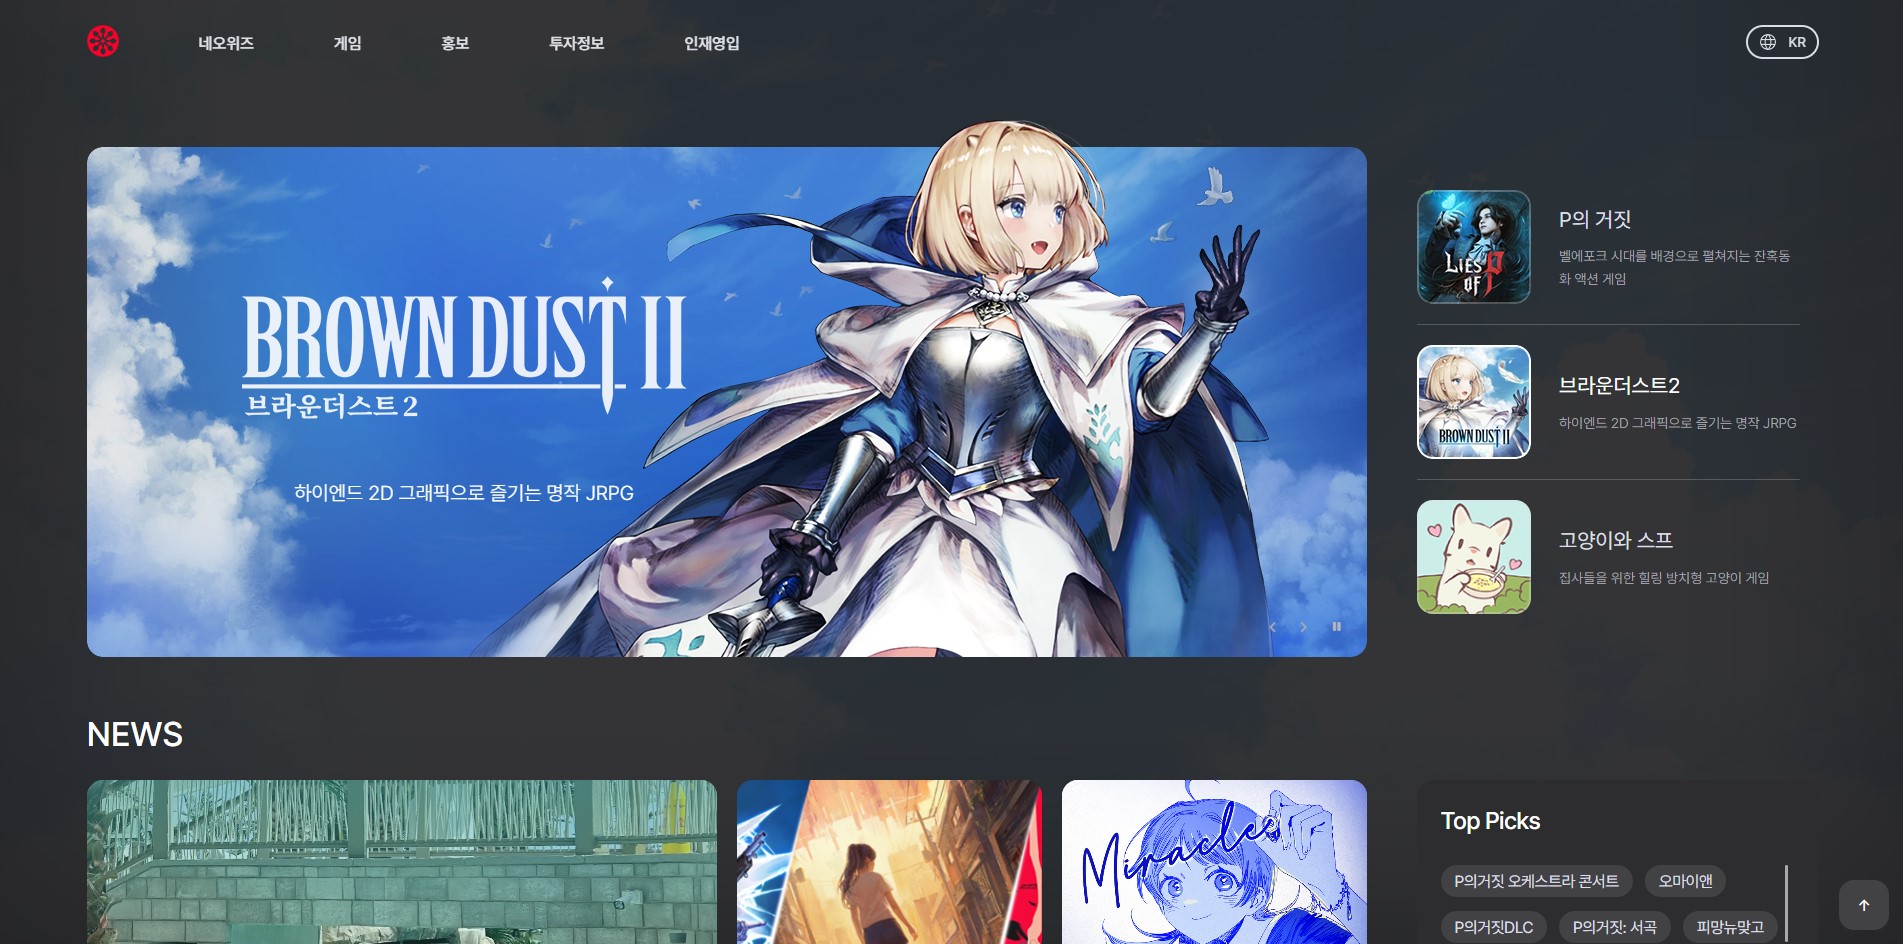 네오위즈
게임
홍보
투자정보
인재영입
KR
BROWN DUST II
브라운더스트2
하이엔드 2D 그래픽으로 즐기는 명작 JRPG
LIES OF P
P의 거짓
벨에포크 시대를 배경으로 펼쳐지는 잔혹동
화 액션 게임
BROWN DUST II
브라운더스트2
하이엔드 2D 그래픽으로 즐기는 명작 JRPG
고양이와 스프
집사들을 위한 힐링 방치형 고양이 게임
NEWS
Miracles
Top Picks
P의거짓 오케스트라 콘서트
오마이앤
P의거짓DLC
P의거짓: 서곡
피망뉴맞고